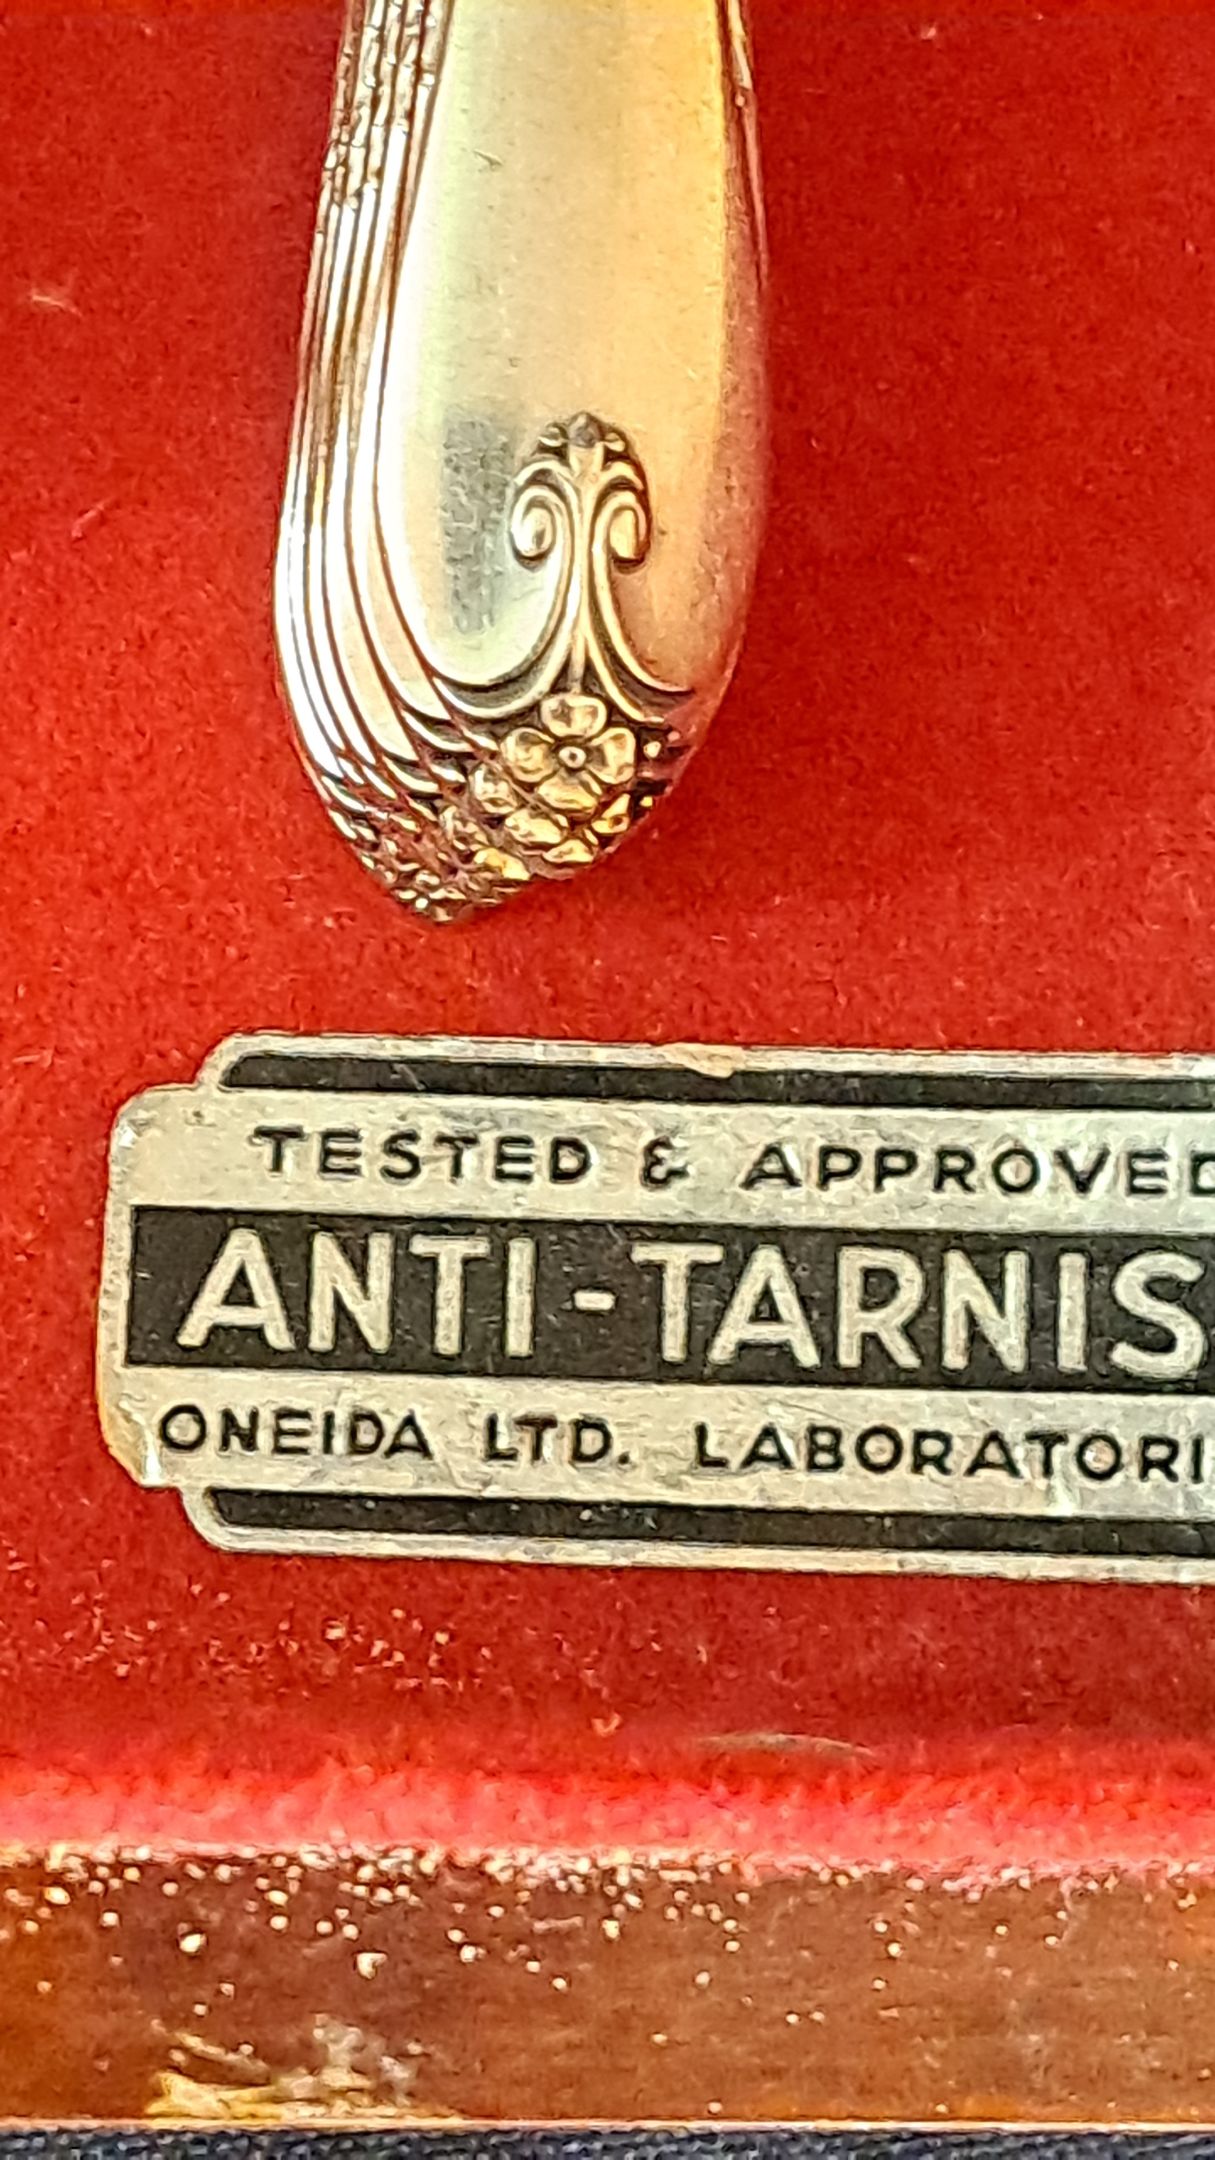 TESTED & APPROVED
ANTI-TARNIS
ONEIDA LTD. LABORATORI